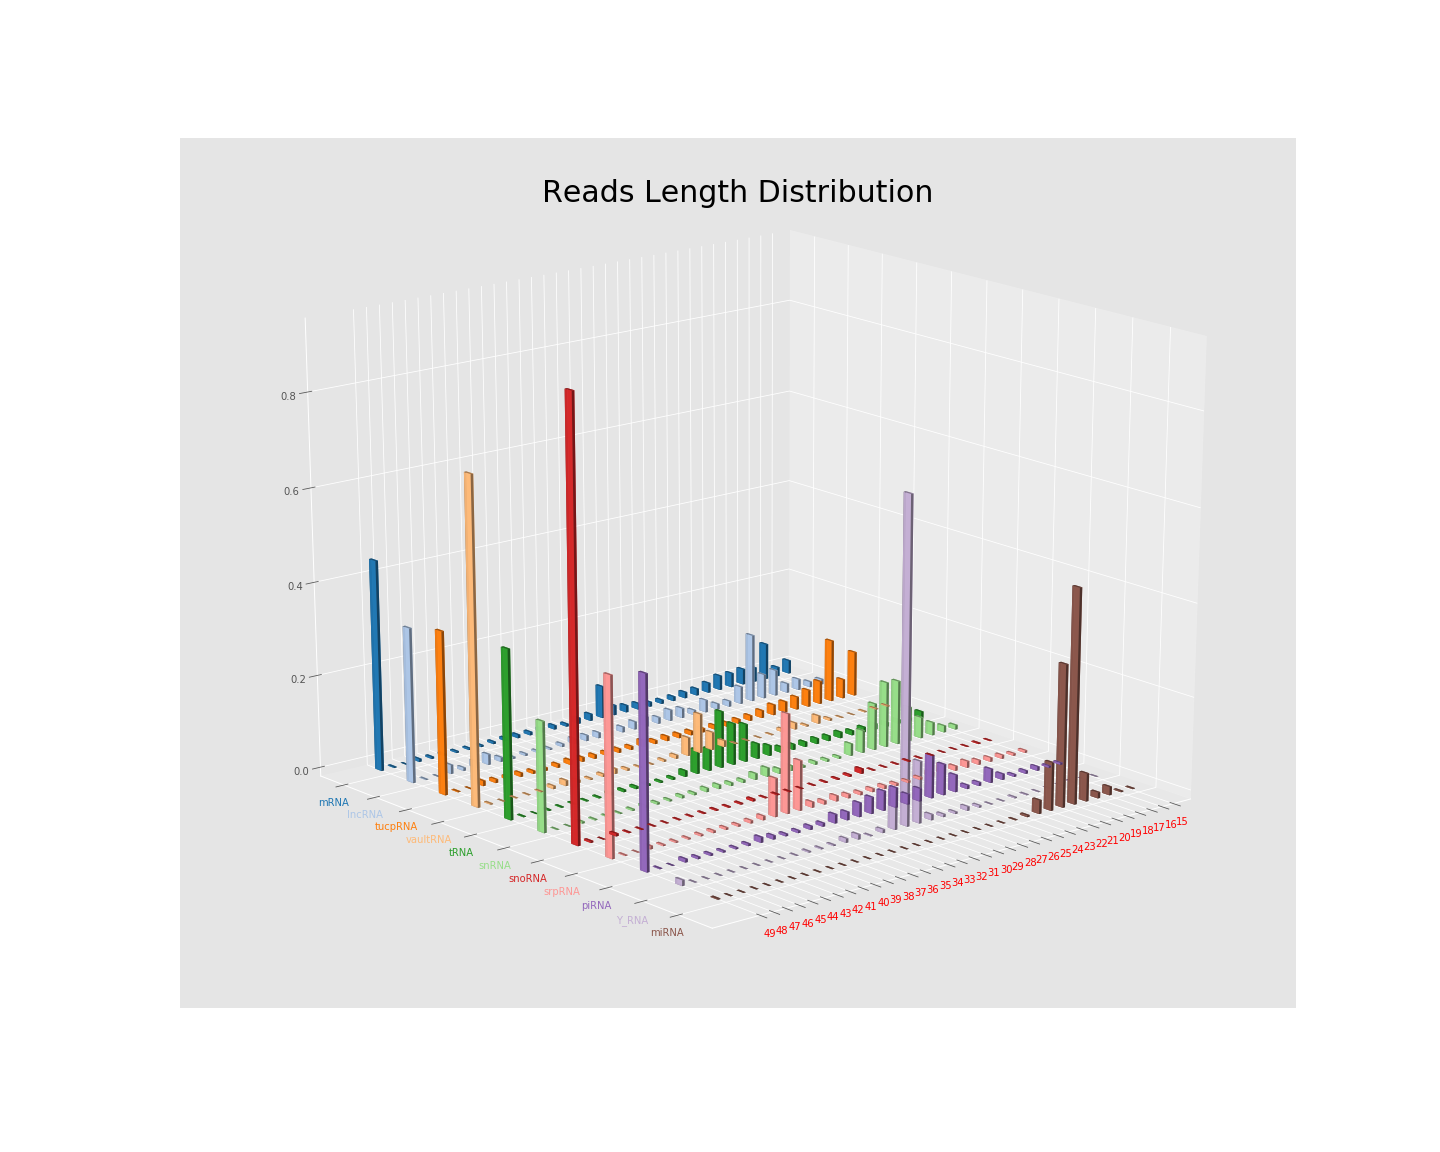 Reads Length Distribution
0.8
0.6
0.4
0.2
0.0
mRNA
lncRNA
tucpRNA
vaultRNA
tRNA
snRNA
snoRNA
srpRNA
piRNA
Y_RNA
miRNA
49 48 47 46 45 44 43 42 41 40 39 38 37 36 35 34 33 32 31 30 29 28 27 26 25 24 23 22 21 20 19 18 17 16 15